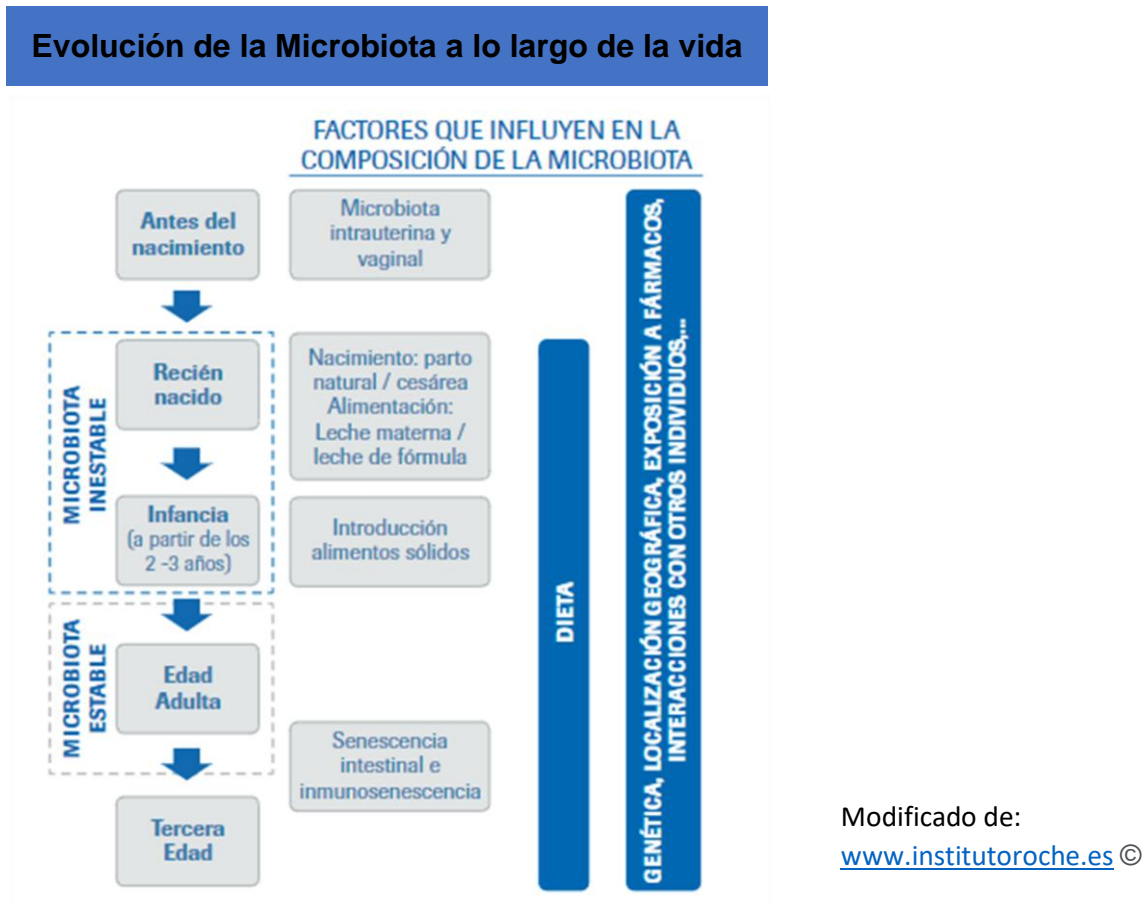 Evolución de la Microbiota a lo largo de la vida
FACTORES QUE INFLUYEN EN LA
COMPOSICIÓN DE LA MICROBIOTA
Antes del
nacimiento
Microbiota
intrauterina y
vaginal
MICROBIOTA
INESTABLE
Recién
nacido
Nacimiento: parto
natural / cesárea
Alimentación:
Leche materna /
leche de fórmula
Infancia
(a partir de los
2 -3 años)
Introducción
alimentos sólidos
MICROBIOTA
ESTABLE
Edad
Adulta
Senescencia
intestinal e
inmunosenescencia
Tercera
Edad
DIETA
GENÉTICA, LOCALIZACIÓN GEOGRÁFICA, EXPOSICIÓN A FÁRMACOS,
INTERACCIONES CON OTROS INDIVIDUOS,...
Modificado de:
www.institutoroche.es ©